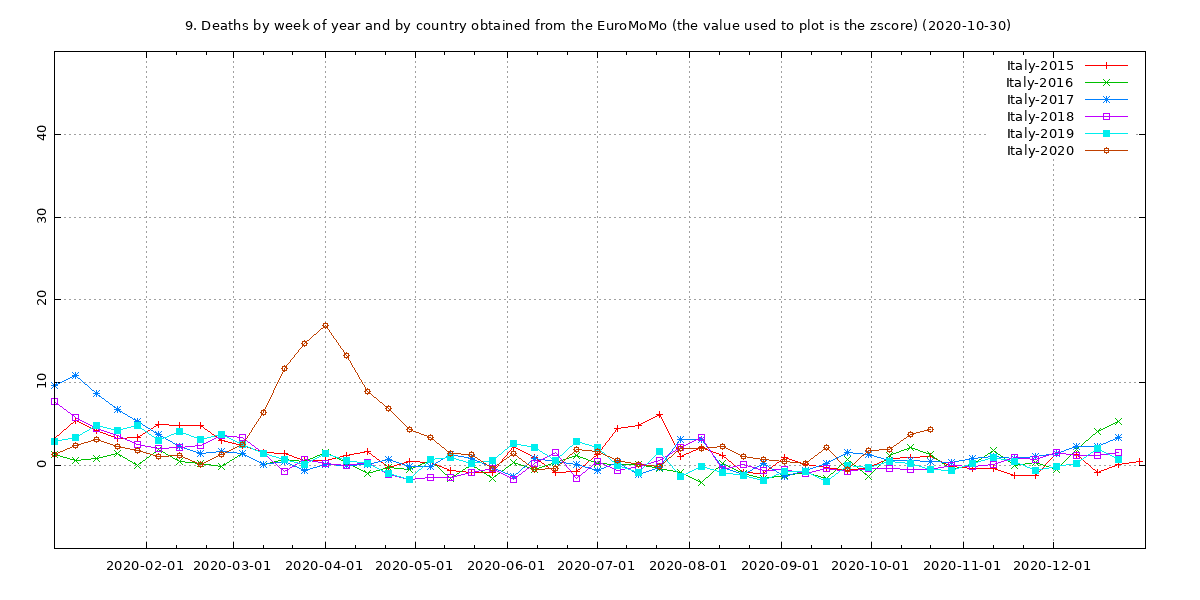 9. Deaths by week of year and by country obtained from the EuroMoMo (the value used to plot is the zscore) (2020-10-30)
Italy-2015
Italy-2016
Italy-2017
Italy-2018
Italy-2019
Italy-2020
40
30
20
10
0
2020-02-01 2020-03-01 2020-04-01 2020-05-01 2020-06-01 2020-07-01 2020-08-01 2020-09-01 2020-10-01 2020-11-01 2020-12-01